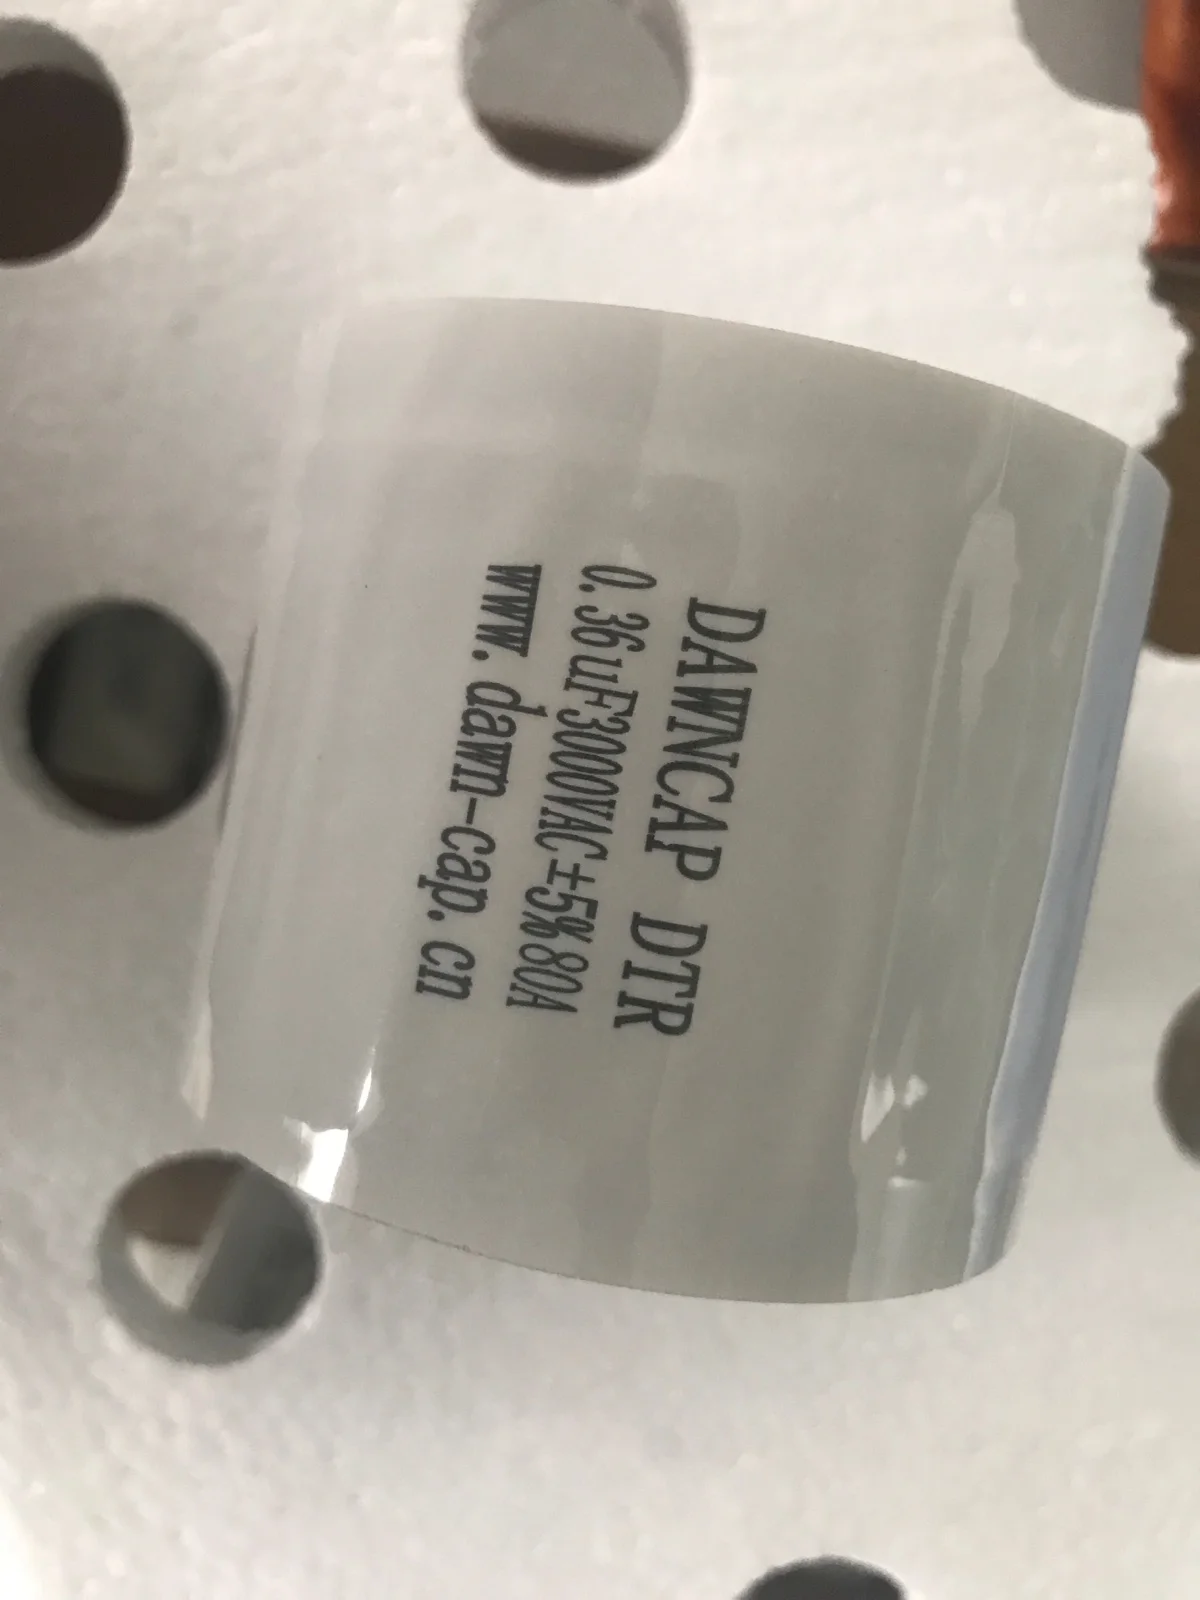 DAWNCAP DTR
0.36uF3000VAC±5%80A
www.dawn-cap.cn